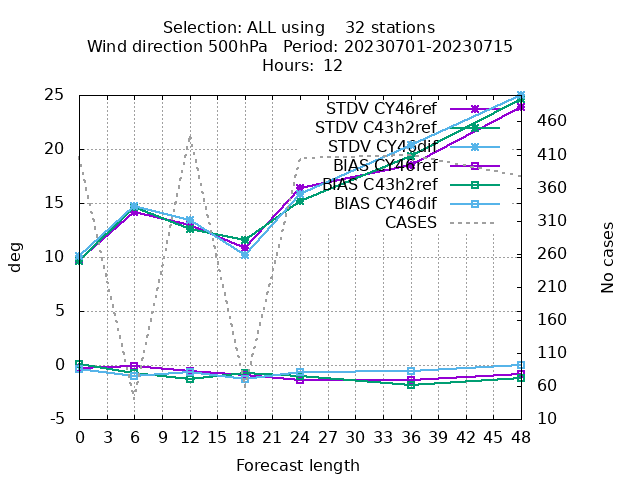 Selection: ALL using    32 stations
Wind direction 500hPa   Period: 20230701-20230715
Hours:  12
STDV CY46ref
STDV C43h2ref
STDV CY46dif
BIAS CY46ref
BIAS C43h2ref
BIAS CY46dif
CASES
25
20
15
10
5
0
-5
deg
460
410
360
310
260
210
160
110
60
10
No cases
0 3 6 9 12 15 18 21 24 27 30 33 36 39 42 45 48
Forecast length